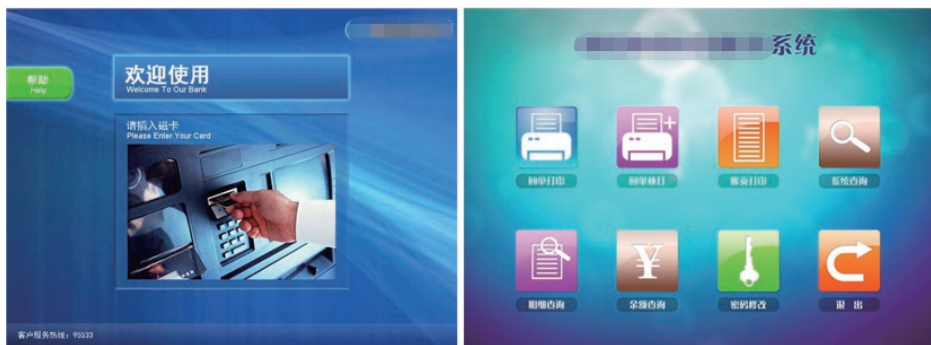 帮助
Help
欢迎使用
Welcome To Our Bank
请插入磁卡
Please Enter Your Card
客户服务热线：95533
系统
回单打印
回单补打
账页打印
系统查询
明细查询
余额查询
密码修改
退 出